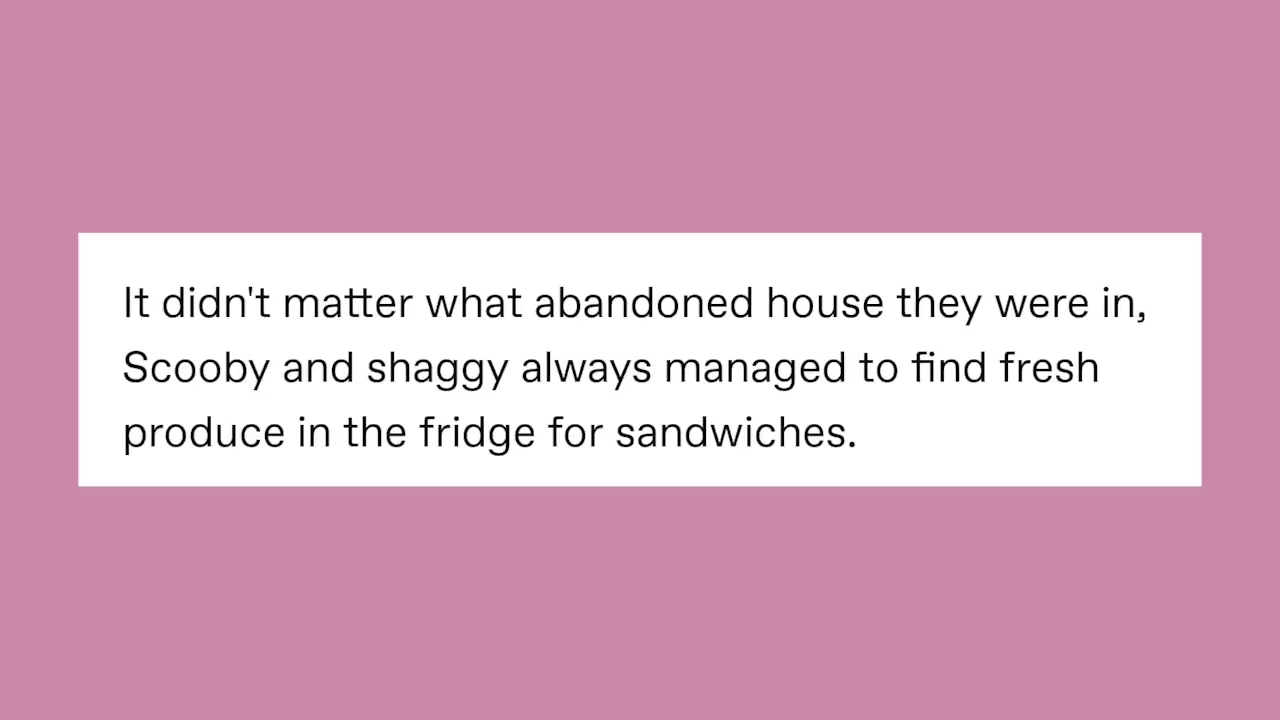 It didn't matter what abandoned house they were in,
Scooby and shaggy always managed to find fresh
produce in the fridge for sandwiches.